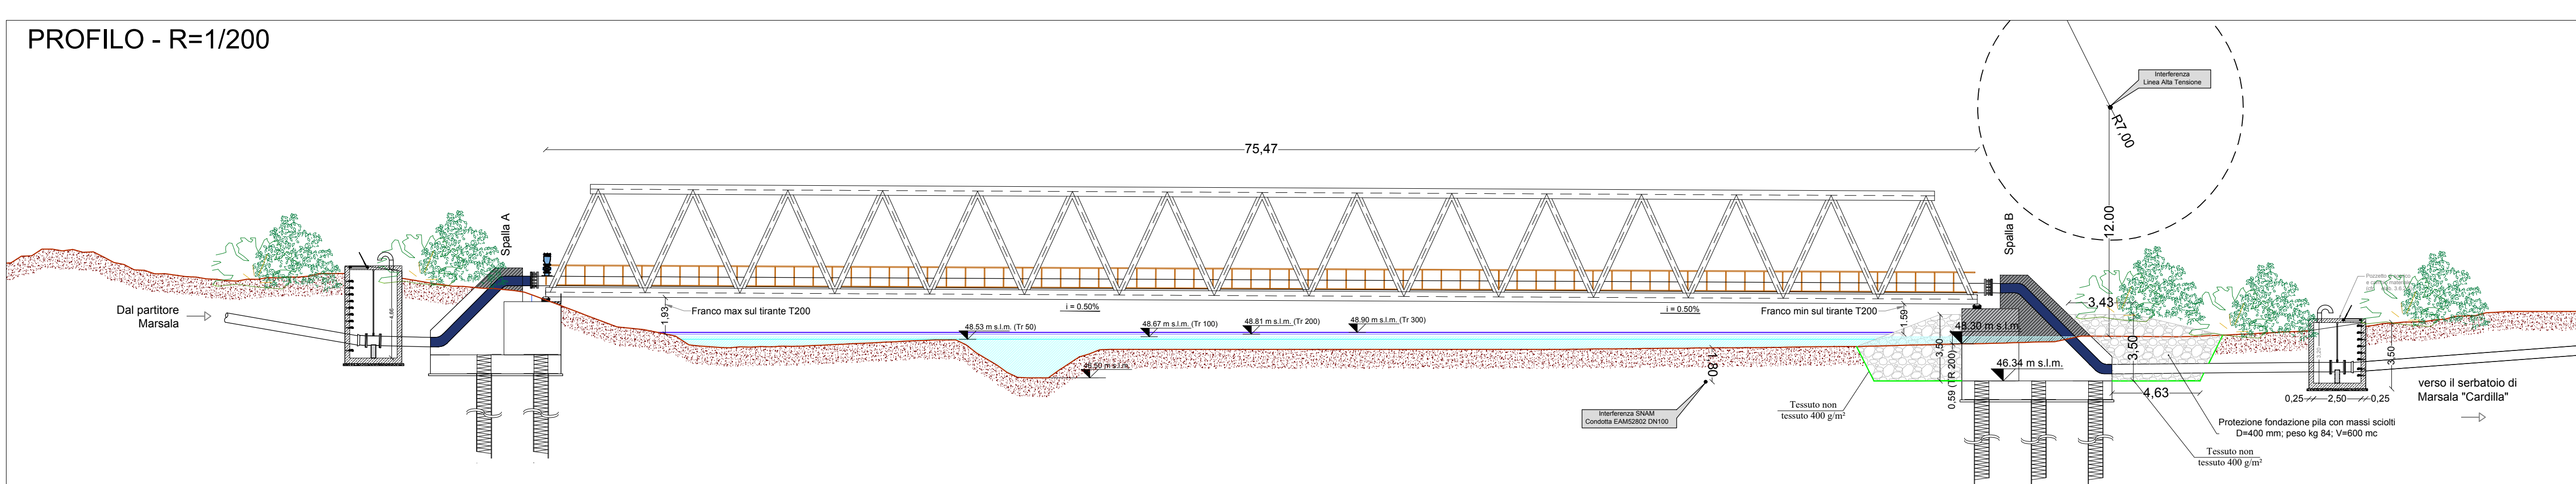 PROFILO - R=1/200
Interferenza
Linea Alta Tensione
R7,00
75,47
12.00
Spalla A
Spalla B
Dal partitore
Marsala
4,80
1,93
Franco max sul tirante T200
i = 0.50%
48.53 m s.l.m. (Tr 50)
48.67 m s.l.m. (Tr 100)
48.81 m s.l.m. (Tr 200)
48.90 m s.l.m. (Tr 300)
46.50 m s.l.m.
i = 0.50%
Franco min sul tirante T200
1.59
1,80
3,50
0,59 (TR 200)
48.30 m s.l.m.
46.34 m s.l.m.
3,43
3,50
4,63
Interferenza SNAM
Condotta EAM52802 DN100
Tessuto non
tessuto 400 g/m²
Pozzetto di scarico
3,50
0,25
2,50
0,25
verso il serbatoio di
Marsala "Cardilla"
Protezione fondazione pila con massi sciolti
D=400 mm; peso kg 84; V=600 mc
Tessuto non
tessuto 400 g/m²